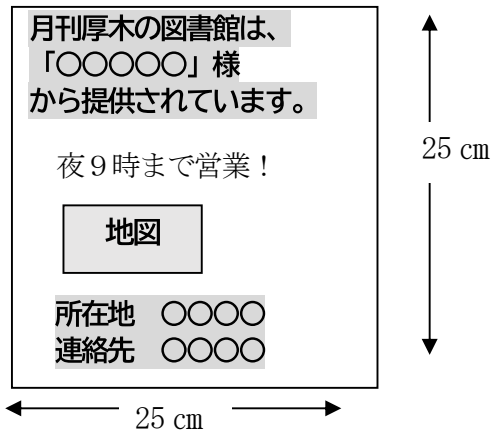 月刊厚木の図書館は、
「○○○○○」様
から提供されています。
夜９時まで営業！
地図
所在地　○○○○
連絡先　○○○○
25 cm
25 cm